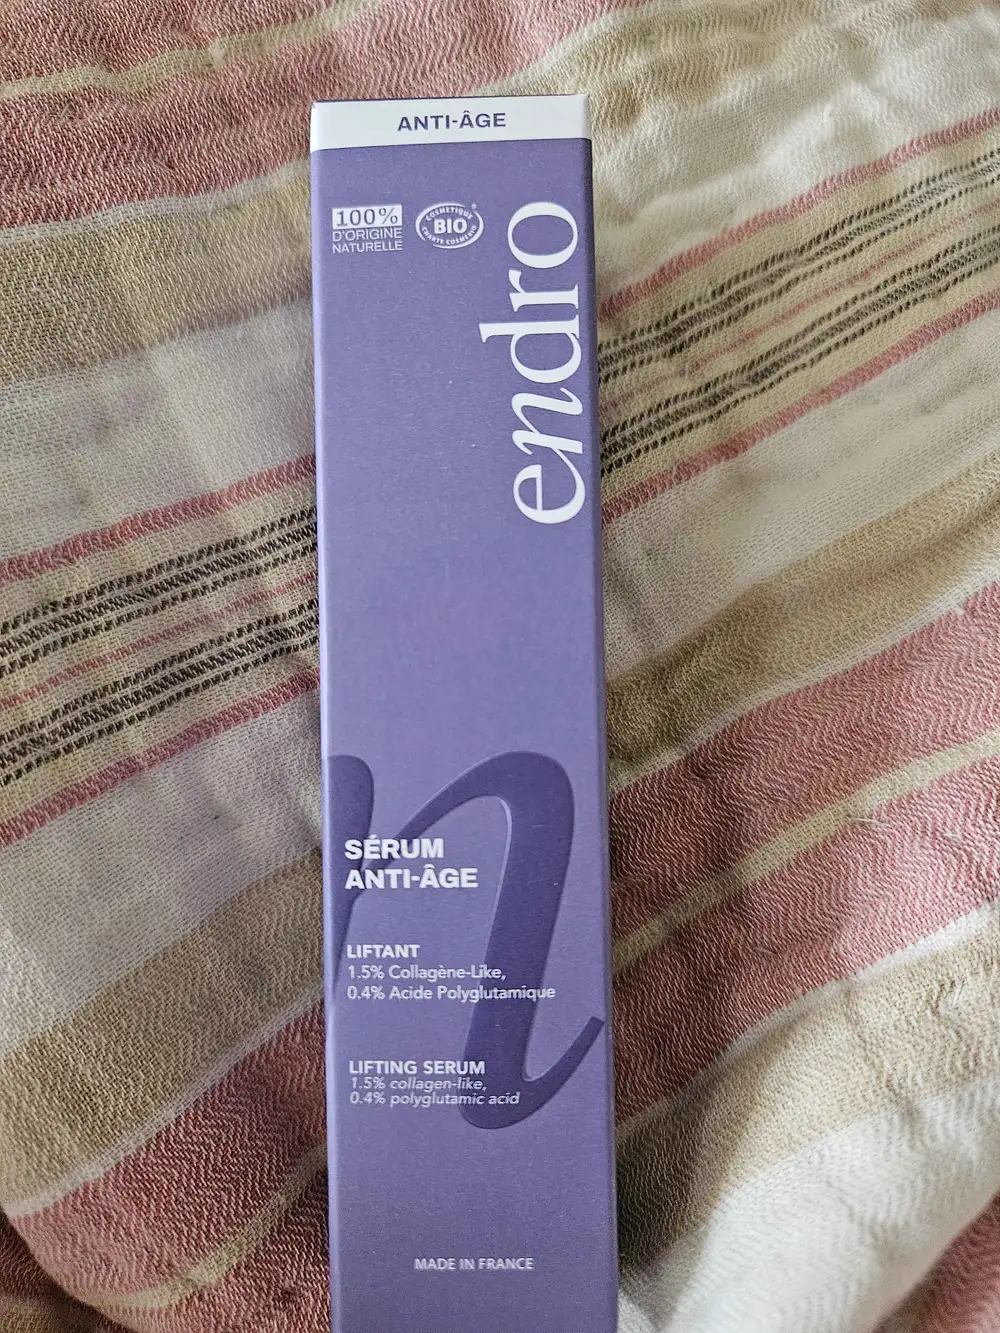 ANTI-ÂGE
100%
D'ORIGINE
NATURELLE
COSMETIQUE
BIO
CHARTE COSMEBIO
®
endro
SÉRUM
ANTI-ÂGE
LIFTANT
1.5% Collagène-Like,
0.4% Acide Polyglutamique
LIFTING SERUM
1.5% collagen-like,
0.4% polyglutamic acid
MADE IN FRANCE